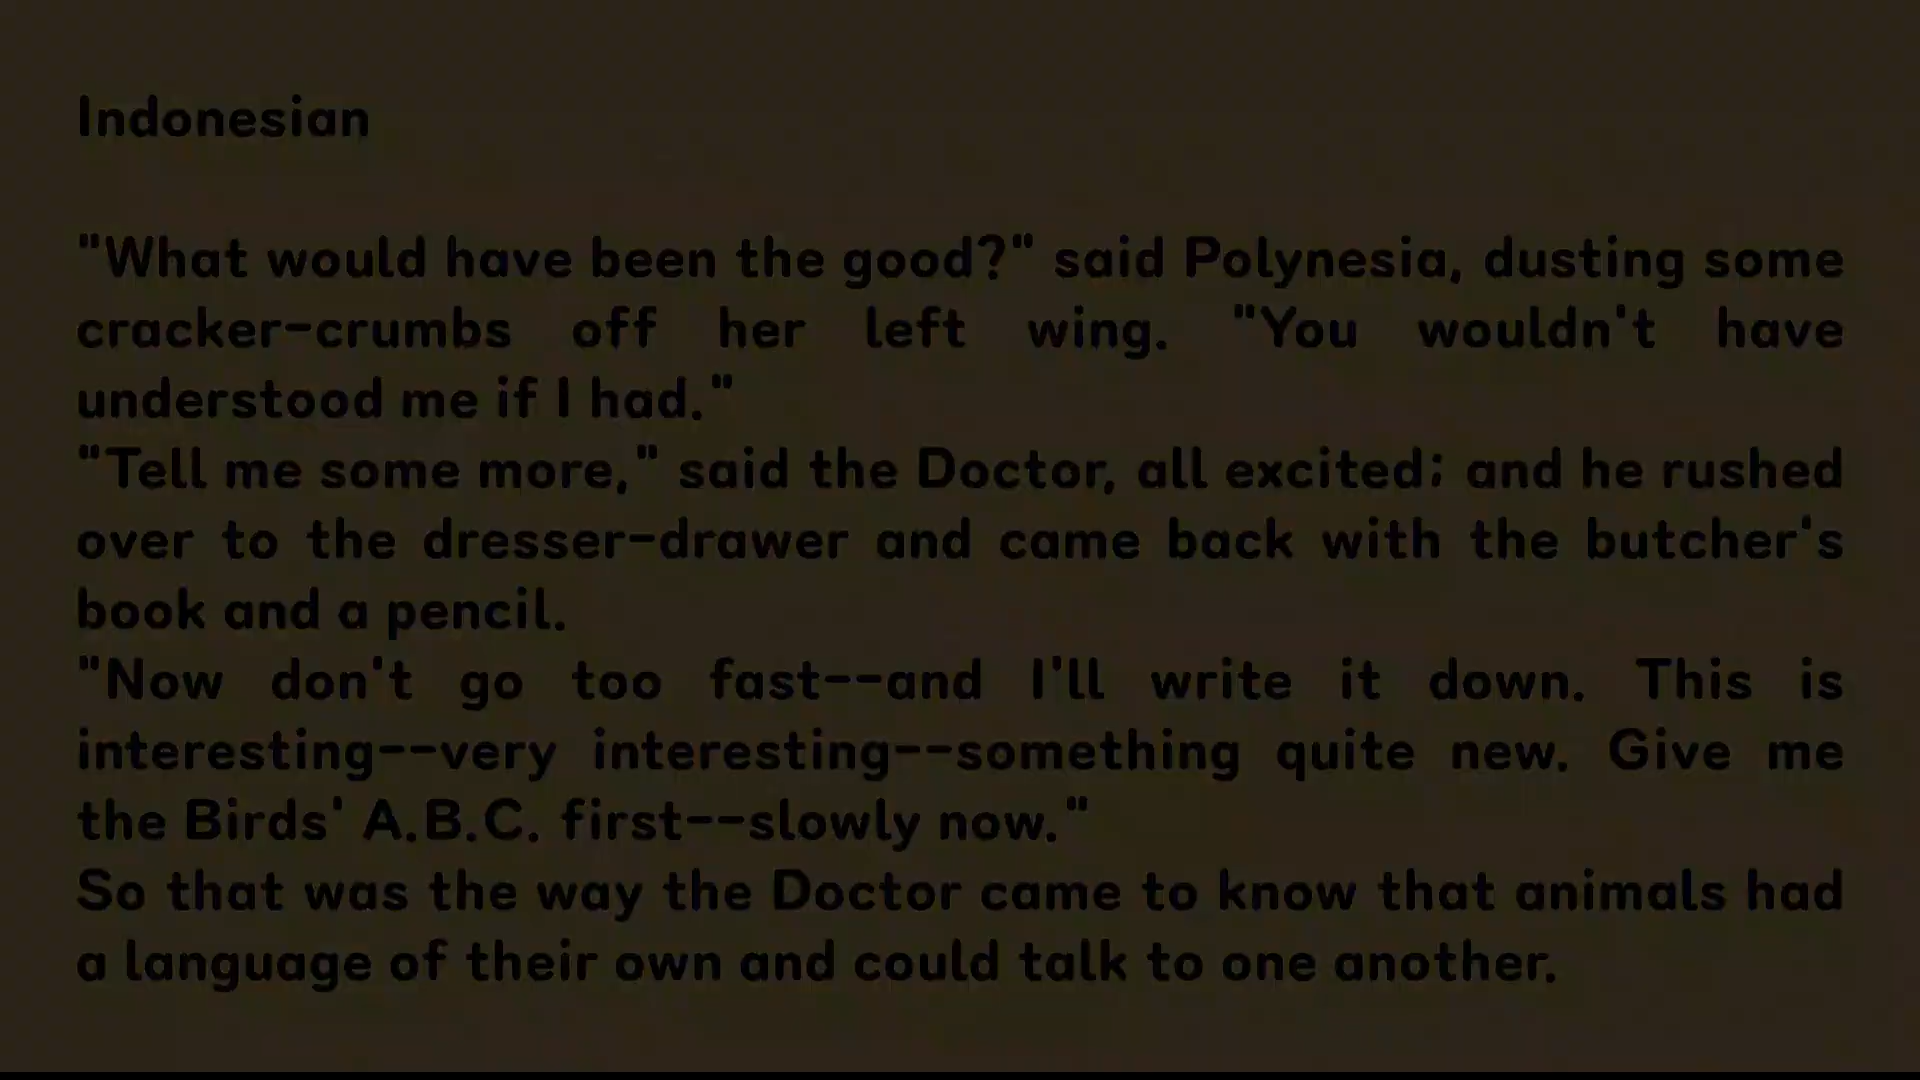 Indonesian
"What would have been the good?" said Polynesia, dusting some
cracker-crumbs off her left wing. "You wouldn't have
understood me if I had."
"Tell me some more," said the Doctor, all excited; and he rushed
over to the dresser-drawer and came back with the butcher's
book and a pencil.
"Now don't go too fast--and I'll write it down. This is
interesting--very interesting--something quite new. Give me
the Birds' A.B.C. first--slowly now."
So that was the way the Doctor came to know that animals had
a language of their own and could talk to one another.